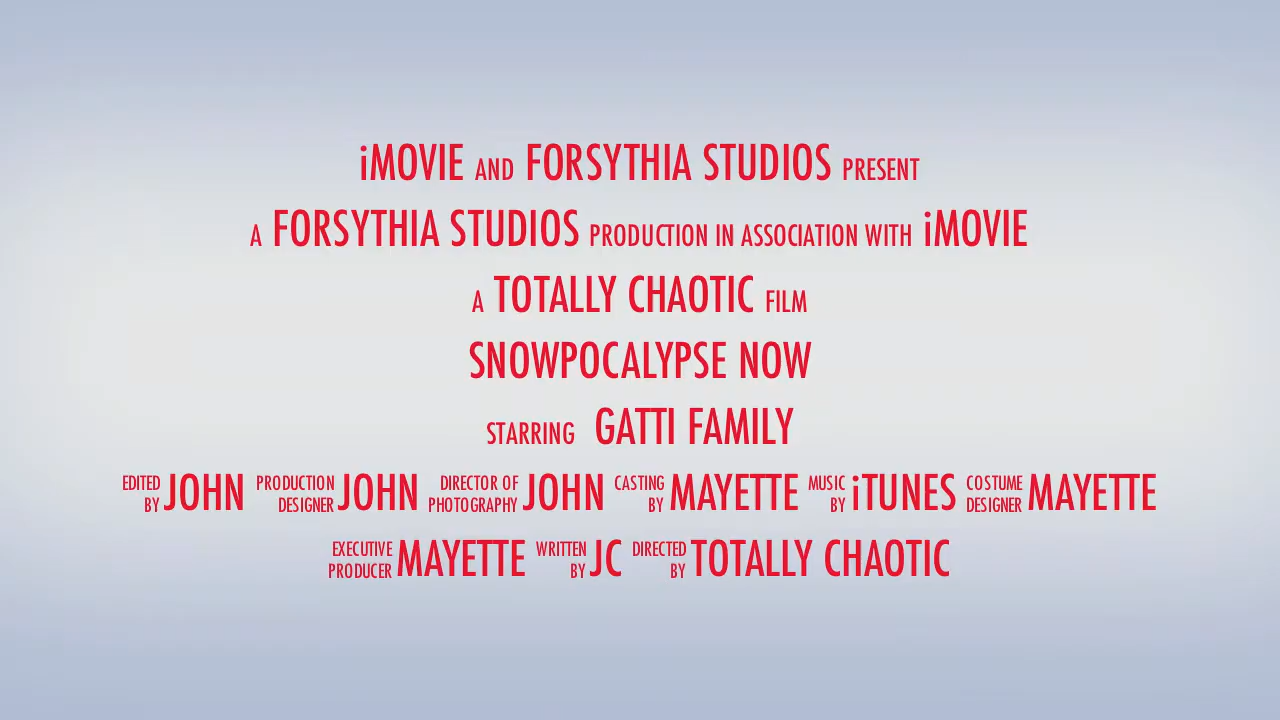 iMOVIE AND FORSYTHIA STUDIOS PRESENT
A FORSYTHIA STUDIOS PRODUCTION IN ASSOCIATION WITH iMOVIE
A TOTALLY CHAOTIC FILM
SNOWPOCALYPSE NOW
STARRING GATTI FAMILY
EDITED BY JOHN PRODUCTION DESIGNER JOHN DIRECTOR OF PHOTOGRAPHY JOHN CASTING BY MAYETTE MUSIC BY iTUNES COSTUME DESIGNER MAYETTE
EXECUTIVE PRODUCER MAYETTE WRITTEN BY JC DIRECTED BY TOTALLY CHAOTIC